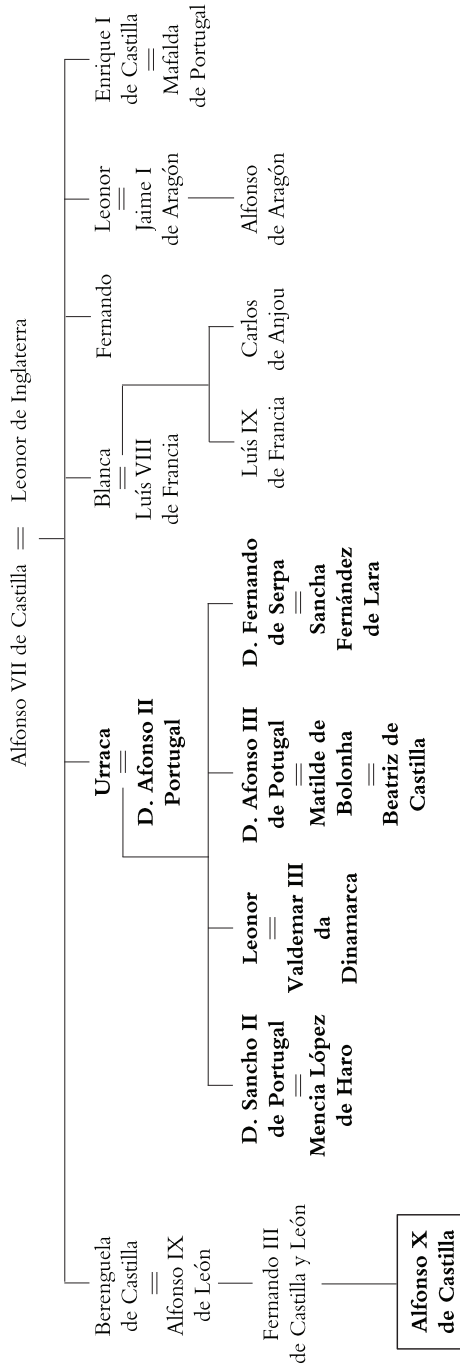 Alfonso VII de Castilla = Leonor de Inglaterra
Berenguela
de Castilla
=
Alfonso IX
de León
Urraca
=
D. Afonso II
Portugal
Blanca
=
Luís VIII
de Francia
Fernando
Leonor
=
Jaime I
de Aragón
Enrique I
de Castilla
=
Mafalda
de Portugal
Fernando III
de Castilla y León
D. Sancho II
de Portugal
=
Mencia López
de Haro
Leonor
=
Valdemar III
da
Dinamarca
D. Afonso III
de Potugal
=
Matilde de
Bolonha
=
Beatriz de
Castilla
D. Fernando
de Serpa
=
Sancha
Fernández
de Lara
Luís IX
de Francia
Carlos
de Anjou
Alfonso
de Aragón
Alfonso X
de Castilla